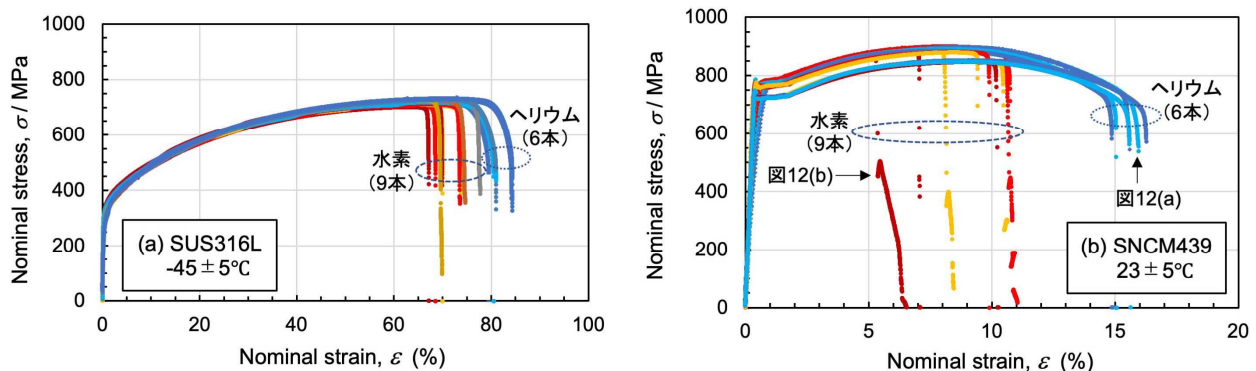 Nominal stress, σ / MPa
1000
800
600
400
200
0
0
20
40
60
80
100
Nominal strain, ε (%)
ヘリウム
(6本)
水素
(9本)
(a) SUS316L
-45±5℃
Nominal stress, σ / MPa
1000
800
600
400
200
0
0
5
10
15
20
Nominal strain, ε (%)
ヘリウム
(6本)
水素
(9本)
図12(b)
図12(a)
(b) SNCM439
23±5℃